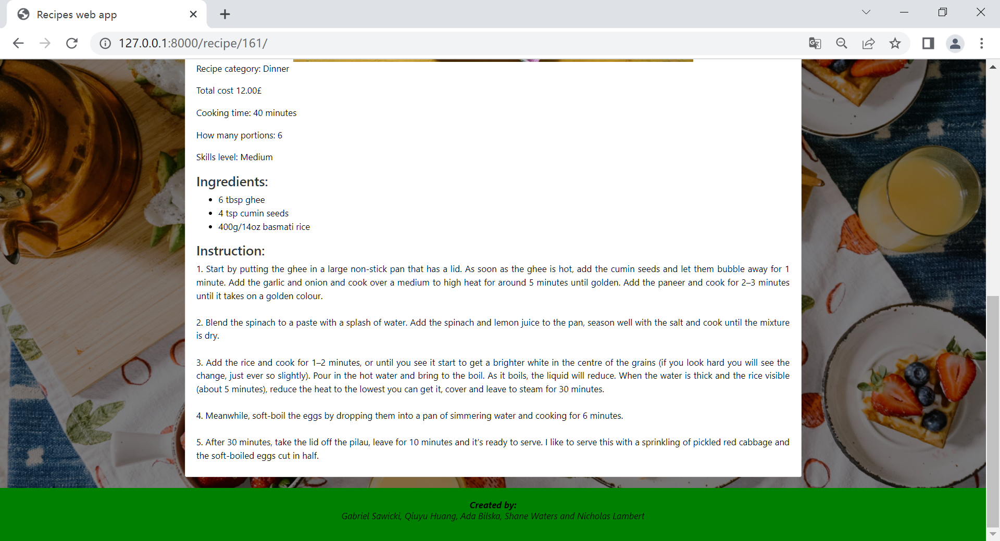 Recipes web app
127.0.0.1:8000/recipe/161/
Recipe category: Dinner
Total cost 12.00£
Cooking time: 40 minutes
How many portions: 6
Skills level: Medium
Ingredients:
• 6 tbsp ghee
• 4 tsp cumin seeds
• 400g/14oz basmati rice
Instruction:
1. Start by putting the ghee in a large non-stick pan that has a lid. As soon as the ghee is hot, add the cumin seeds and let them bubble away for 1
minute. Add the garlic and onion and cook over a medium to high heat for around 5 minutes until golden. Add the paneer and cook for 2–3 minutes
until it takes on a golden colour.
2. Blend the spinach to a paste with a splash of water. Add the spinach and lemon juice to the pan, season well with the salt and cook until the mixture
is dry.
3. Add the rice and cook for 1–2 minutes, or until you see it start to get a brighter white in the centre of the grains (if you look hard you will see the
change, just ever so slightly). Pour in the hot water and bring to the boil. As it boils, the liquid will reduce. When the water is thick and the rice visible
(about 5 minutes), reduce the heat to the lowest you can get it, cover and leave to steam for 30 minutes.
4. Meanwhile, soft-boil the eggs by dropping them into a pan of simmering water and cooking for 6 minutes.
5. After 30 minutes, take the lid off the pilau, leave for 10 minutes and it’s ready to serve. I like to serve this with a sprinkling of pickled red cabbage and
the soft-boiled eggs cut in half.
Created by:
Gabriel Sawicki, Qiuyu Huang, Ada Bilska, Shane Waters and Nicholas Lambert